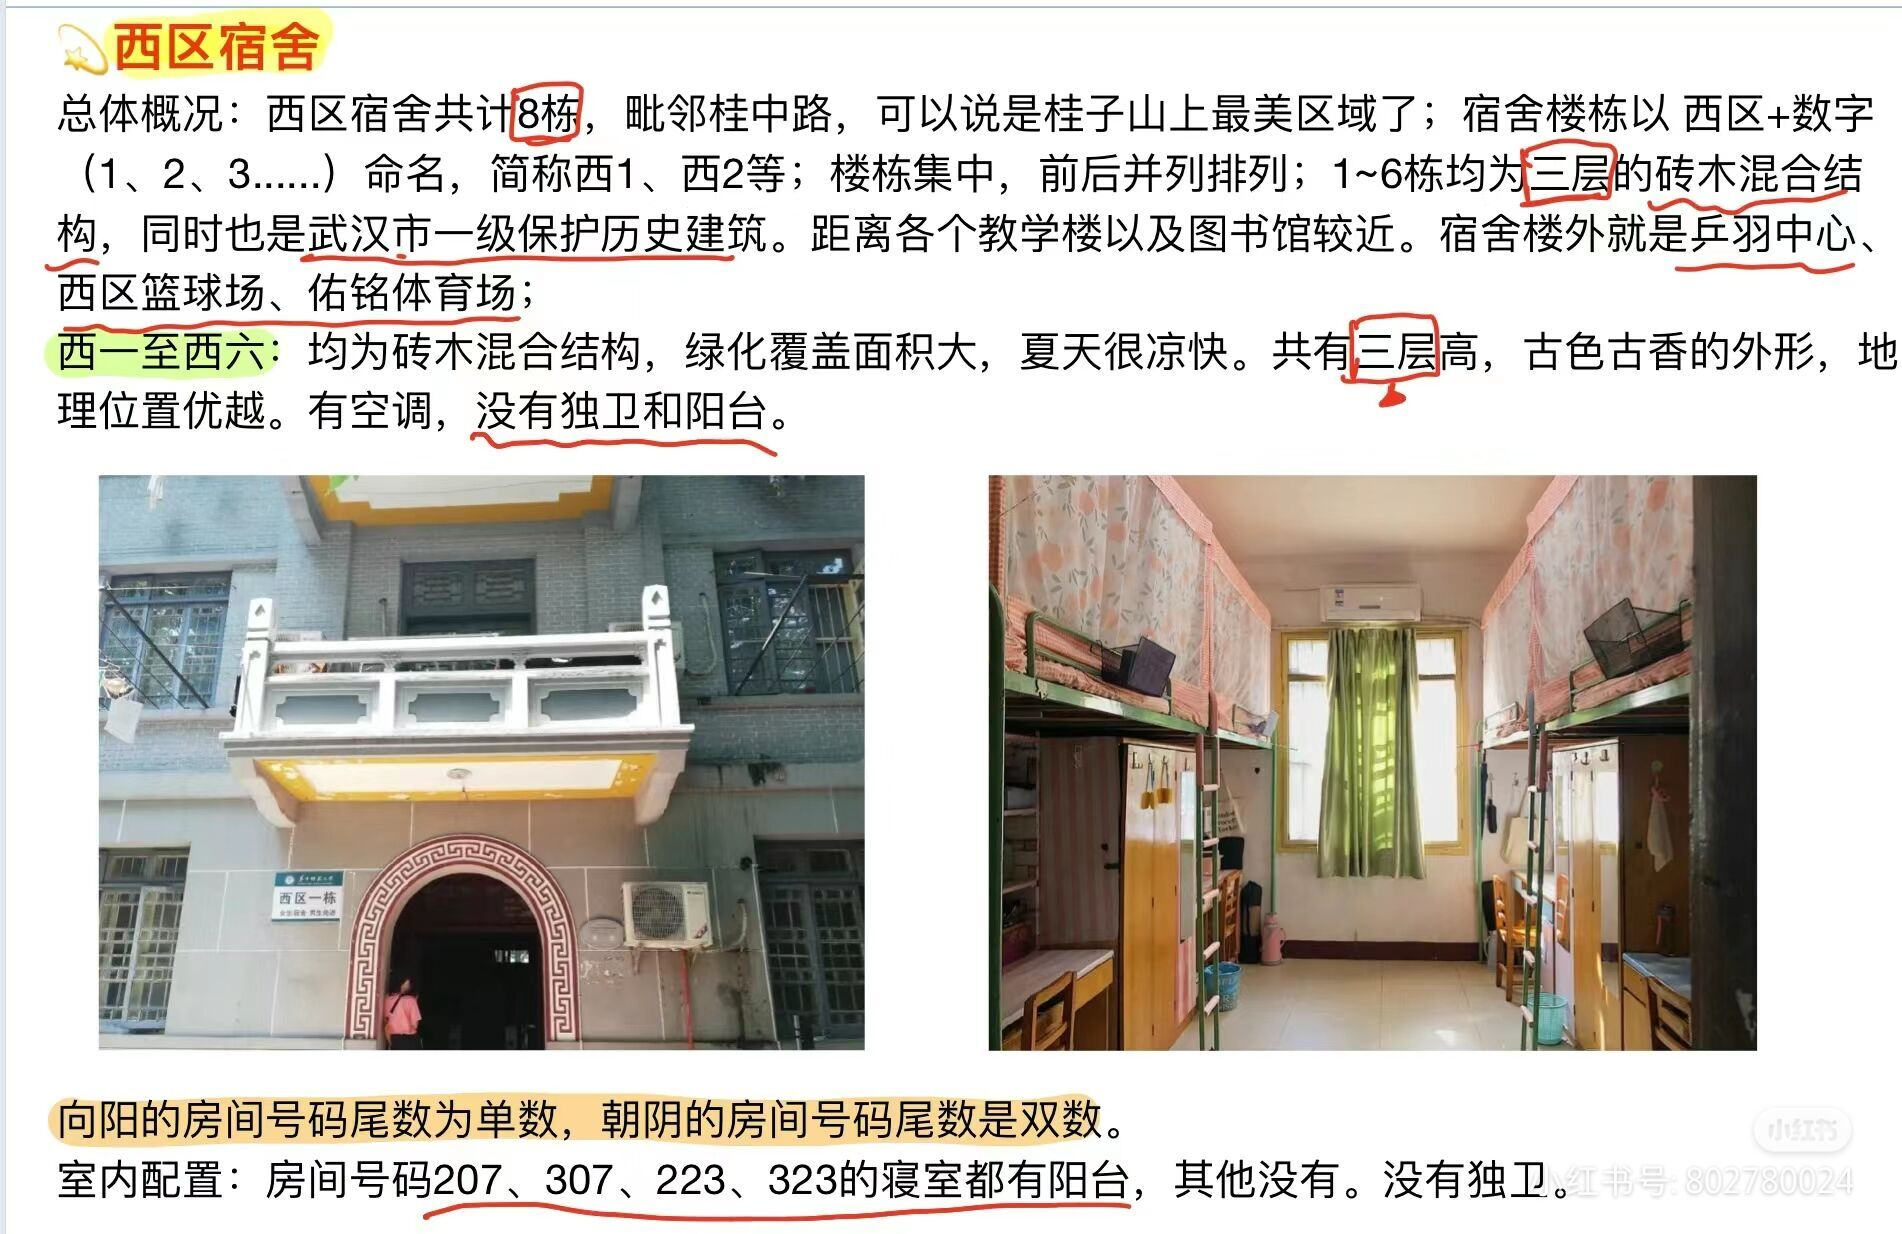 西区宿舍
总体概况：西区宿舍共计8栋，毗邻桂中路，可以说是桂子山上最美区域了；宿舍楼栋以 西区+数字
（1、2、3......）命名，简称西1、西2等；楼栋集中，前后并列排列；1~6栋均为三层的砖木混合结
构，同时也是武汉市一级保护历史建筑。距离各个教学楼以及图书馆较近。宿舍楼外就是乒羽中心、
西区篮球场、佑铭体育场；
西一至西六：均为砖木混合结构，绿化覆盖面积大，夏天很凉快。共有三层高，古色古香的外形，地
理位置优越。有空调，没有独卫和阳台。
西区一栋
女生宿舍 男生免进
向阳的房间号码尾数为单数，朝阴的房间号码尾数是双数。
室内配置：房间号码207、307、223、323的寝室都有阳台，其他没有。没有独卫。
小红书
小红书号: 802780024